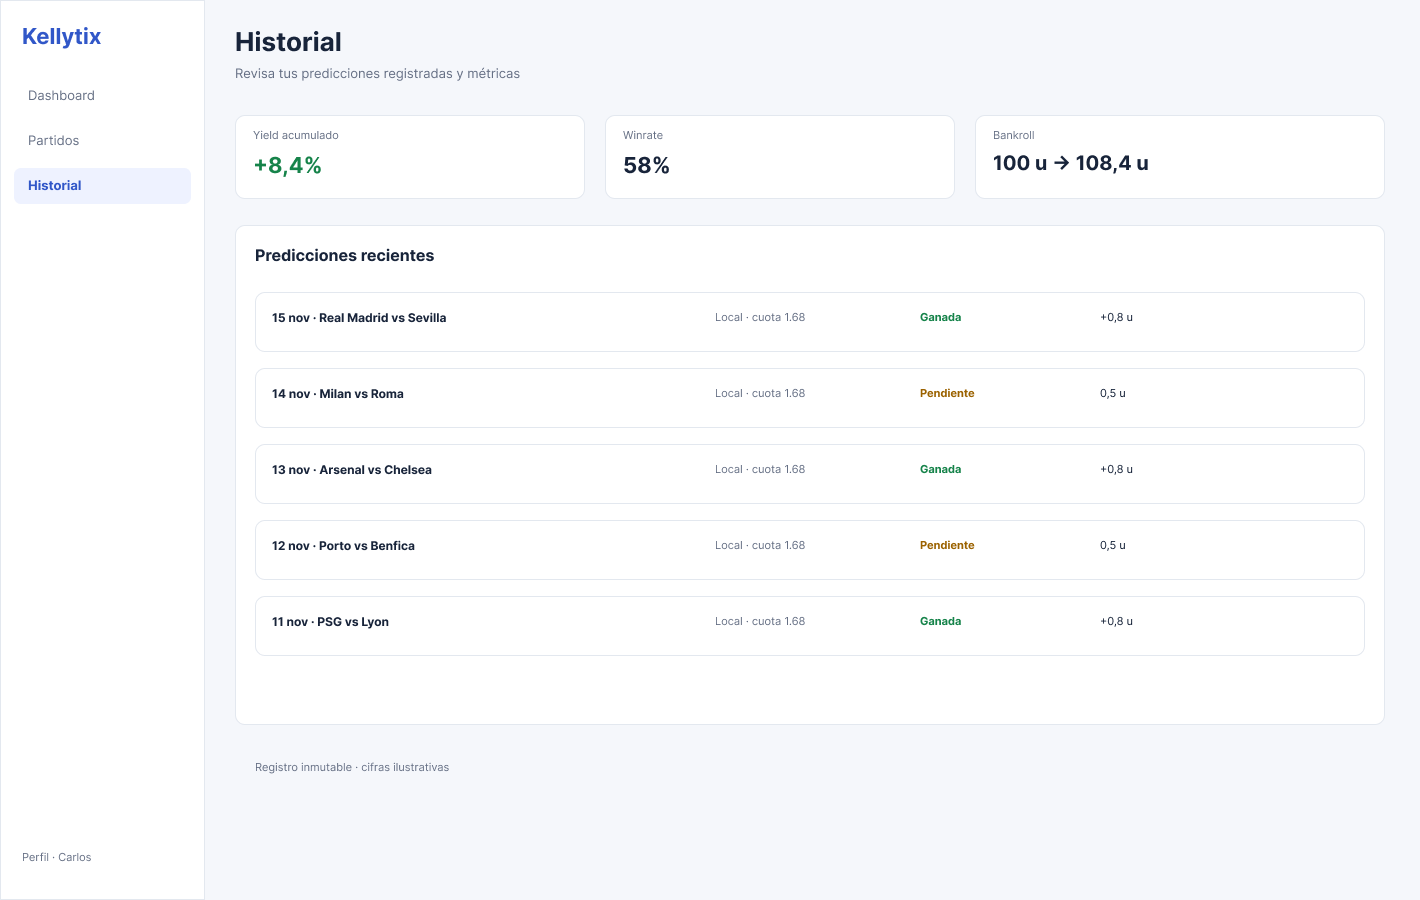 Kellytix
Dashboard
Partidos
Historial
Perfil · Carlos
Historial
Revisa tus predicciones registradas y métricas
Yield acumulado
+8,4%
Winrate
58%
Bankroll
100 u → 108,4 u
Predicciones recientes
15 nov · Real Madrid vs Sevilla Local · cuota 1.68 Ganada +0,8 u
14 nov · Milan vs Roma Local · cuota 1.68 Pendiente 0,5 u
13 nov · Arsenal vs Chelsea Local · cuota 1.68 Ganada +0,8 u
12 nov · Porto vs Benfica Local · cuota 1.68 Pendiente 0,5 u
11 nov · PSG vs Lyon Local · cuota 1.68 Ganada +0,8 u
Registro inmutable · cifras ilustrativas